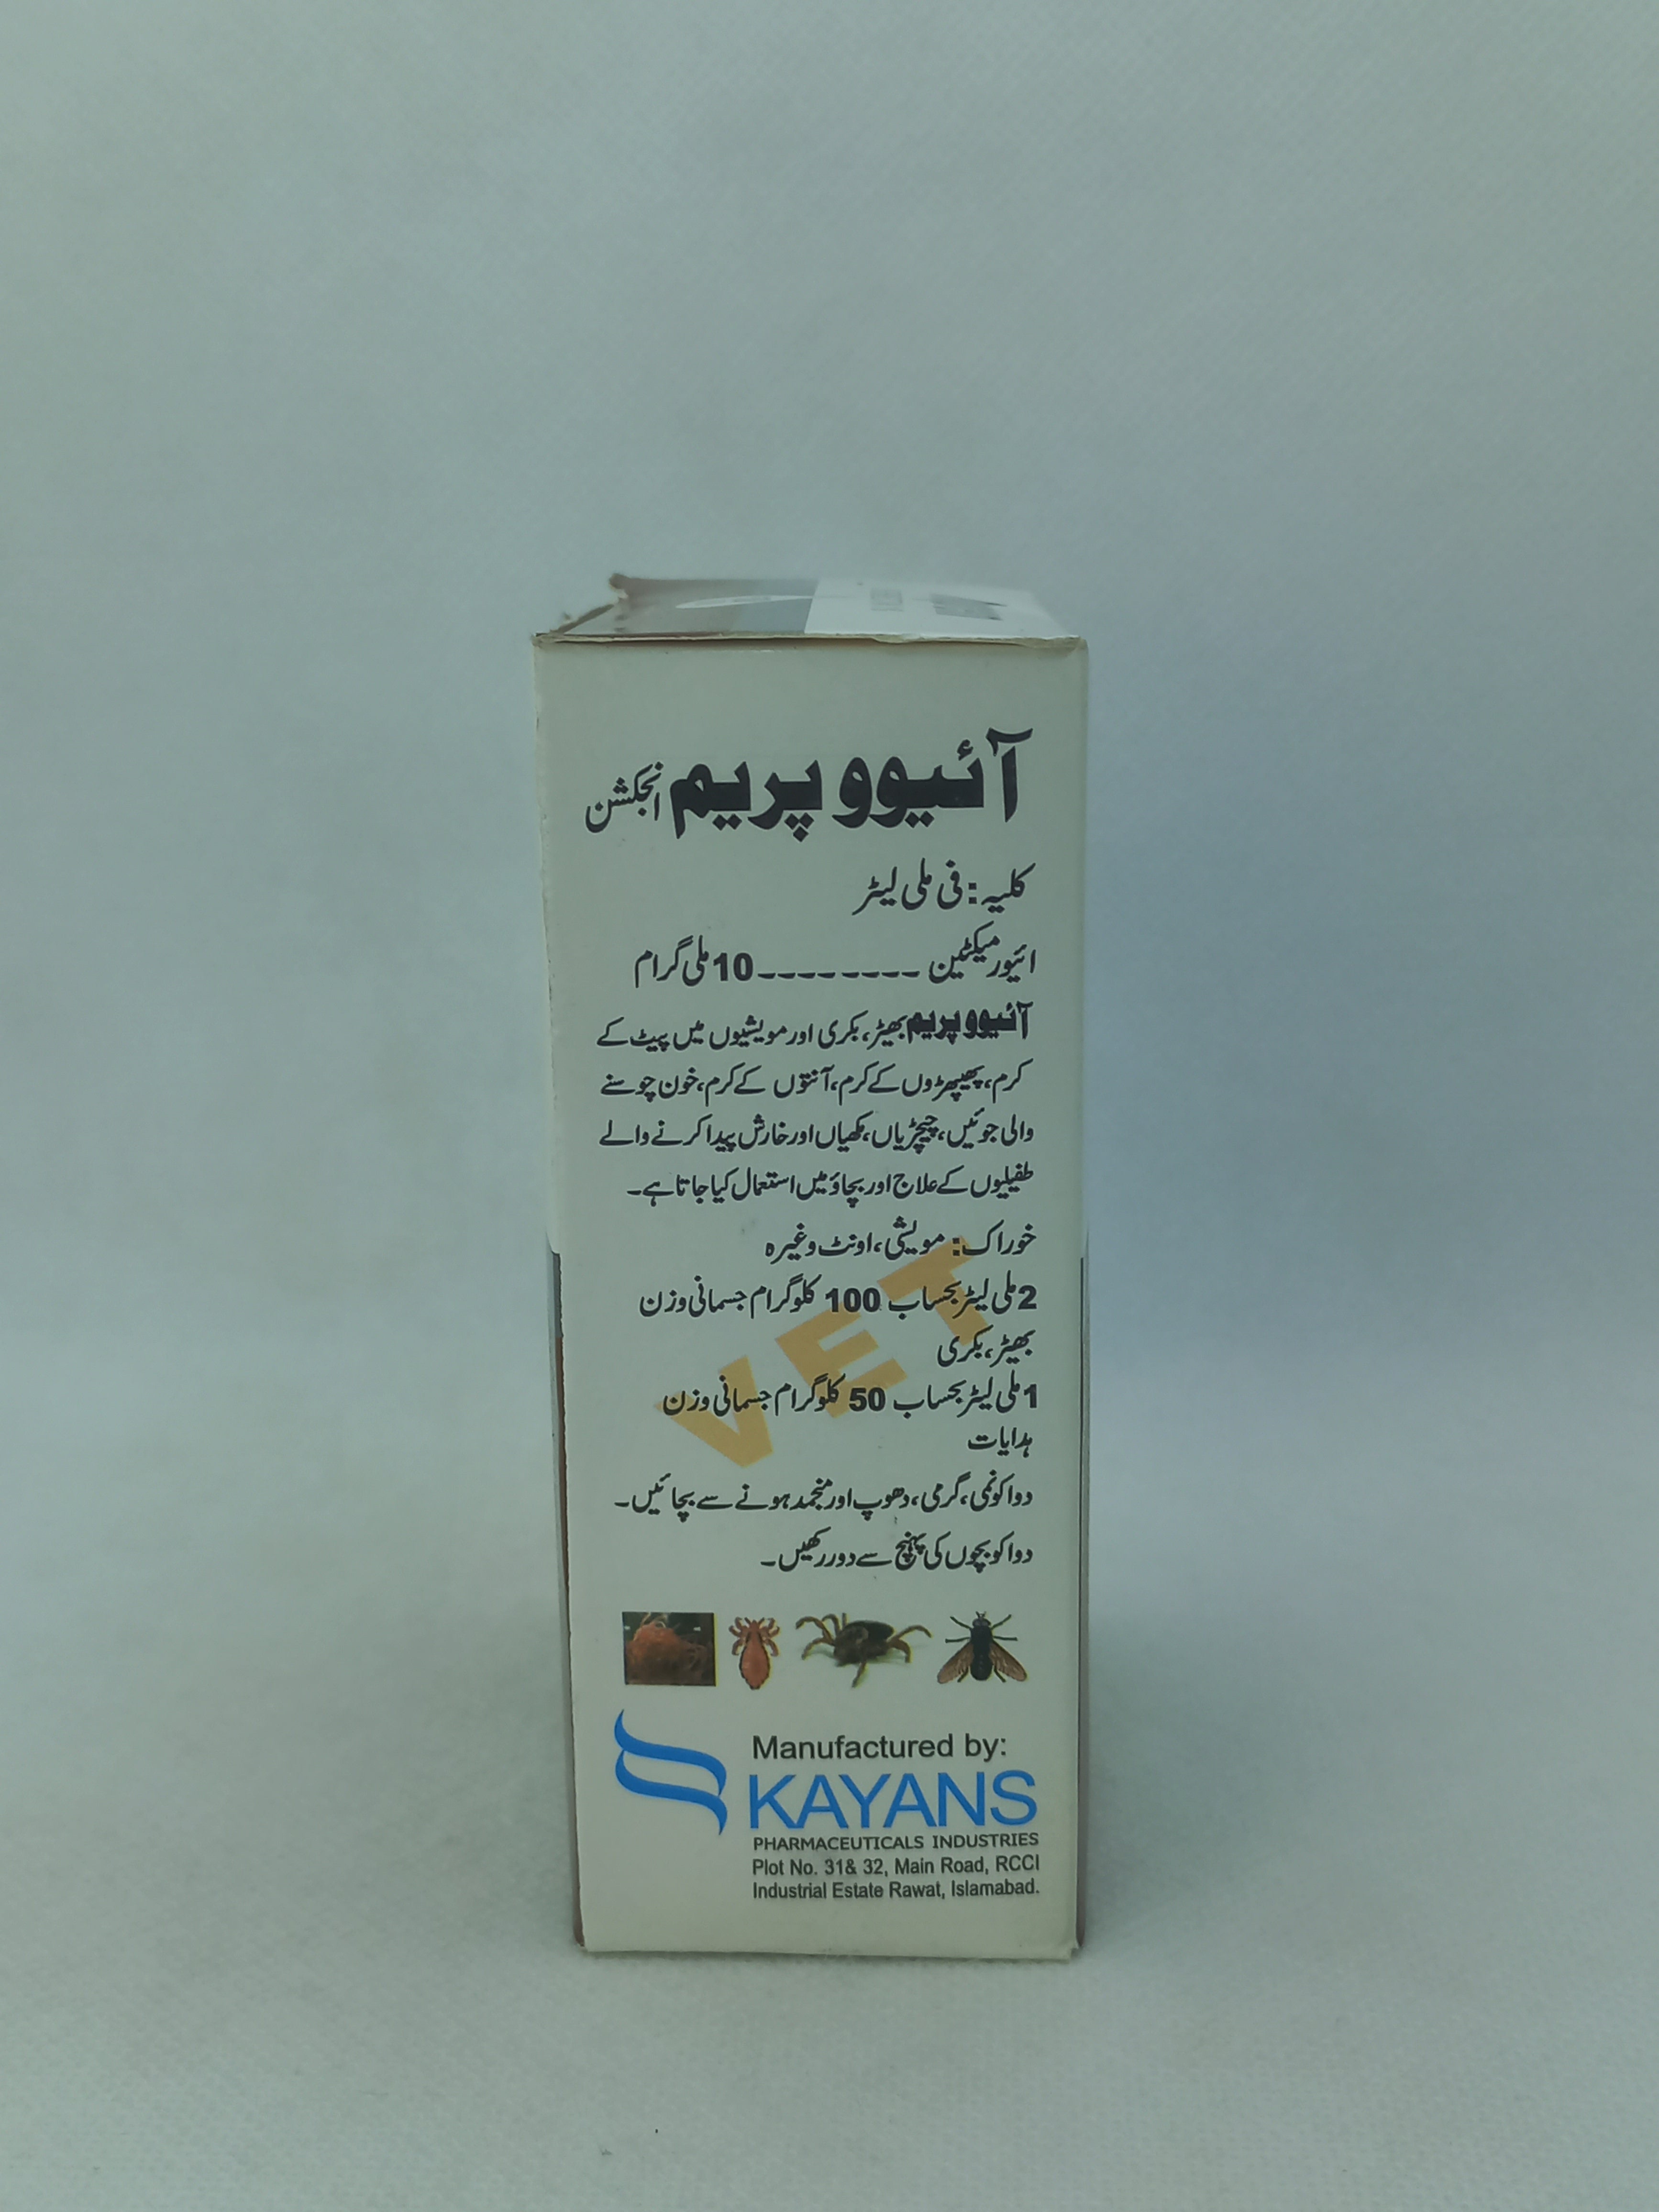 آئیوو پریم انجکشن
کلیہ: فی ملی لیٹر
ائیورمیکٹین ---------10 ملی گرام
آئیوو پریم بھیڑ، بکری اور مویشیوں میں پیٹ کے
کرم، پھیپھڑوں کے کرم، آنتوں کے کرم، خون چوسنے
والی جوئیں، چیچڑیاں، مکھیاں اور خارش پیدا کرنے والے
طفیلیوں کے علاج اور بچاؤ میں استعمال کیا جاتا ہے۔
خوراک: مویشی، اونٹ وغیرہ
2 ملی لیٹر بحساب 100 کلوگرام جسمانی وزن
بھیڑ، بکری
1 ملی لیٹر بحساب 50 کلوگرام جسمانی وزن
VET
ہدایات
دوا کو نمی، گرمی، دھوپ اور منجمد ہونے سے بچائیں۔
دوا کو بچوں کی پہنچ سے دور رکھیں۔
Manufactured by:
KAYANS
PHARMACEUTICALS INDUSTRIES
Plot No. 31& 32, Main Road, RCCI
Industrial Estate Rawat, Islamabad.